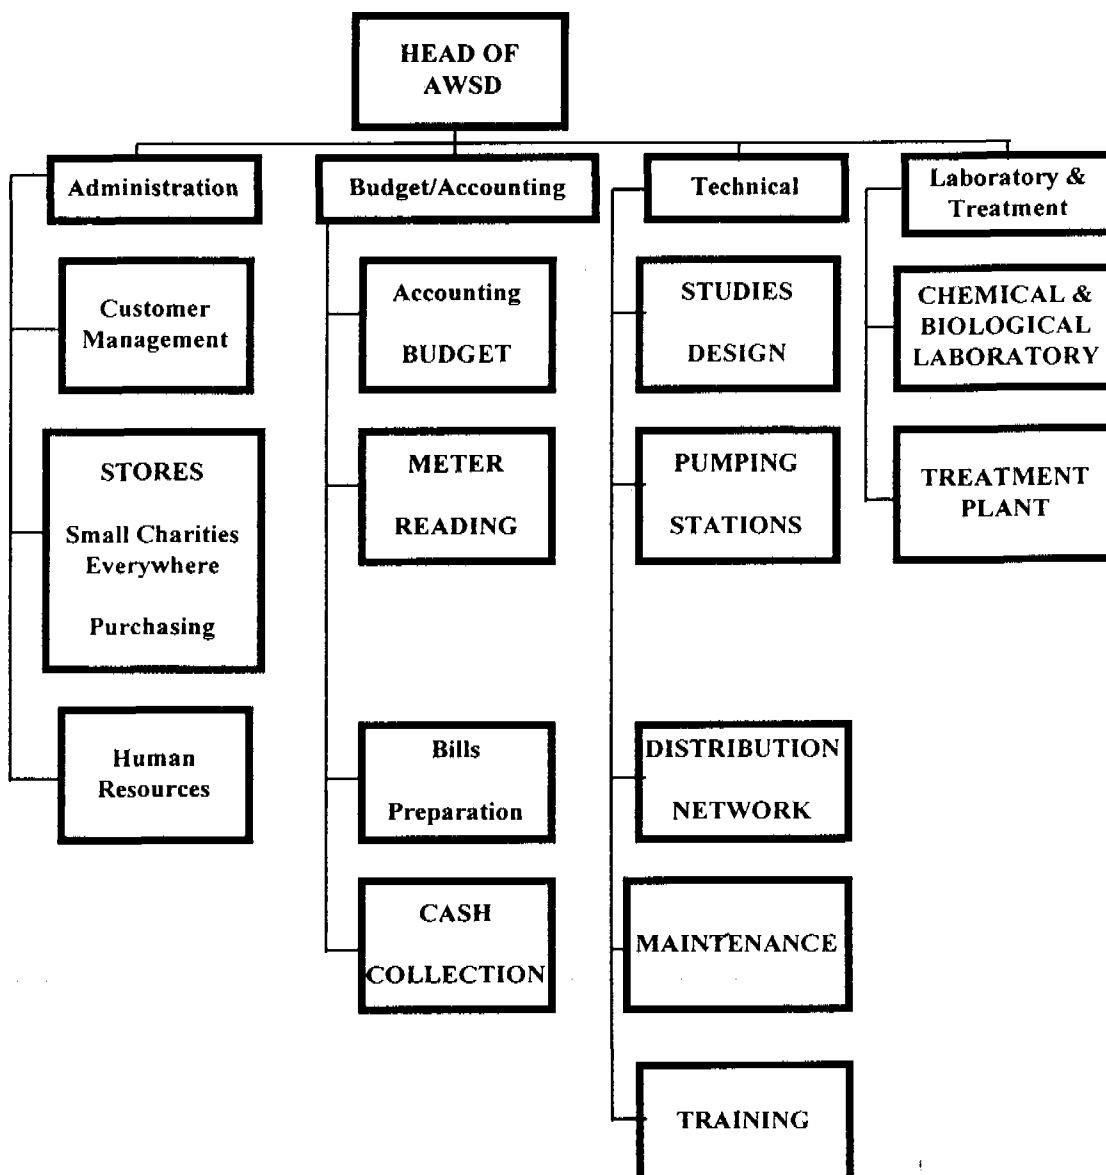 HEAD OF
AWSD
Administration
Budget/Accounting
Technical
Laboratory &
Treatment
Customer
Management
Accounting
BUDGET
STUDIES
DESIGN
CHEMICAL &
BIOLOGICAL
LABORATORY
STORES
Small Charities
Everywhere
Purchasing
METER
READING
PUMPING
STATIONS
TREATMENT
PLANT
Human
Resources
Bills
Preparation
DISTRIBUTION
NETWORK
CASH
COLLECTION
MAINTENANCE
TRAINING